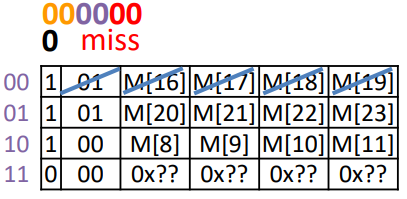 000000
0 miss
00 1 01 M[16] M[17] M[18] M[19]
01 1 01 M[20] M[21] M[22] M[23]
10 1 00 M[8] M[9] M[10] M[11]
11 0 00 0x?? 0x?? 0x?? 0x??